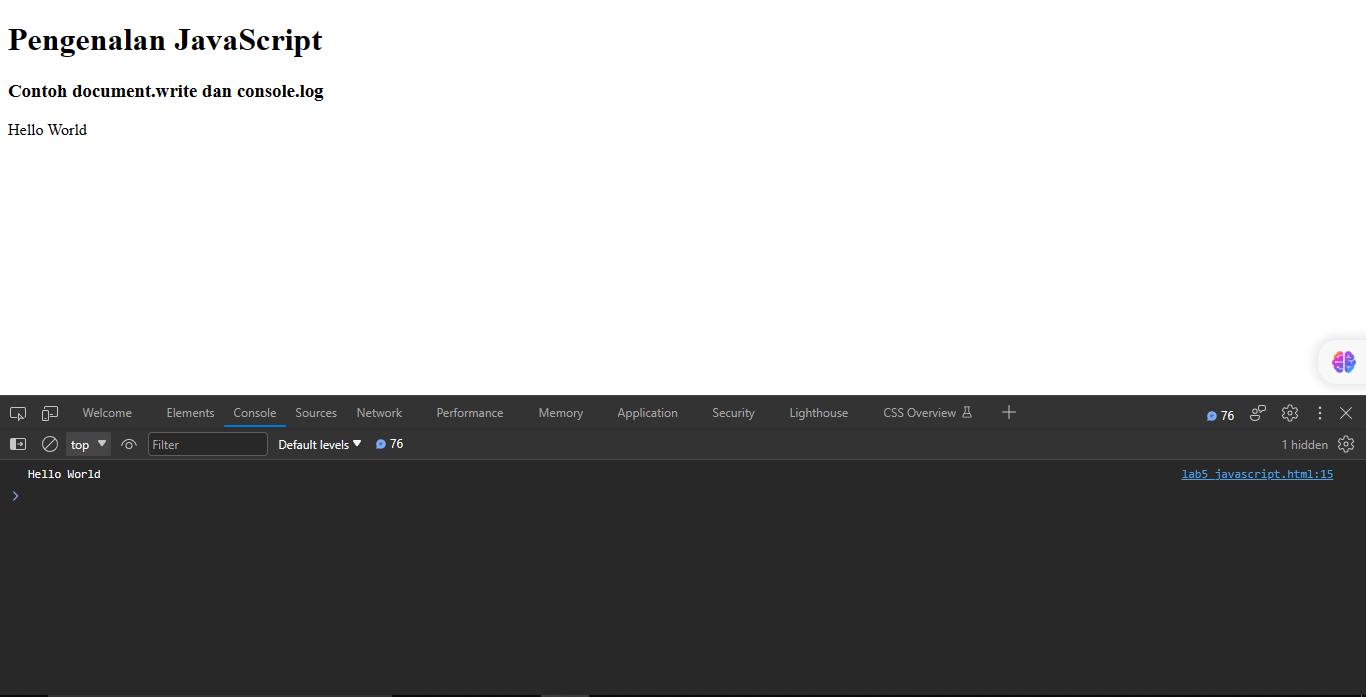 Pengenalan JavaScript
Contoh document.write dan console.log
Hello World
Welcome Elements Console Sources Network Performance Memory Application Security Lighthouse CSS Overview 76
top Filter Default levels 76 1 hidden
Hello World lab5_javascript.html:15